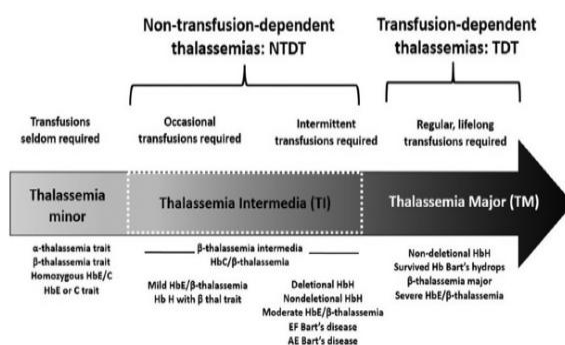 Non-transfusion-dependent
thalassemias: NTDT
Transfusion-dependent
thalassemias: TDT
Transfusions
seldom required
Occasional
transfusions required
Intermittent
transfusions required
Regular, lifelong
transfusions required
Thalassemia
minor
Thalassemia Intermedia (TI)
Thalassemia Major (TM)
α-thalassemia trait
β-thalassemia trait
Homozygous HbE/C
HbE or C trait
β-thalassemia intermedia
HbC/β-thalassemia
Mild HbE/β-thalassemia
Hb H with β thal trait
Deletional HbH
Nondeletional HbH
Moderate HbE/β-thalassemia
EF Bart's disease
AE Bart's disease
Non-deletional HbH
Survived Hb Bart's hydrops
β-thalassemia major
Severe HbE/β-thalassemia